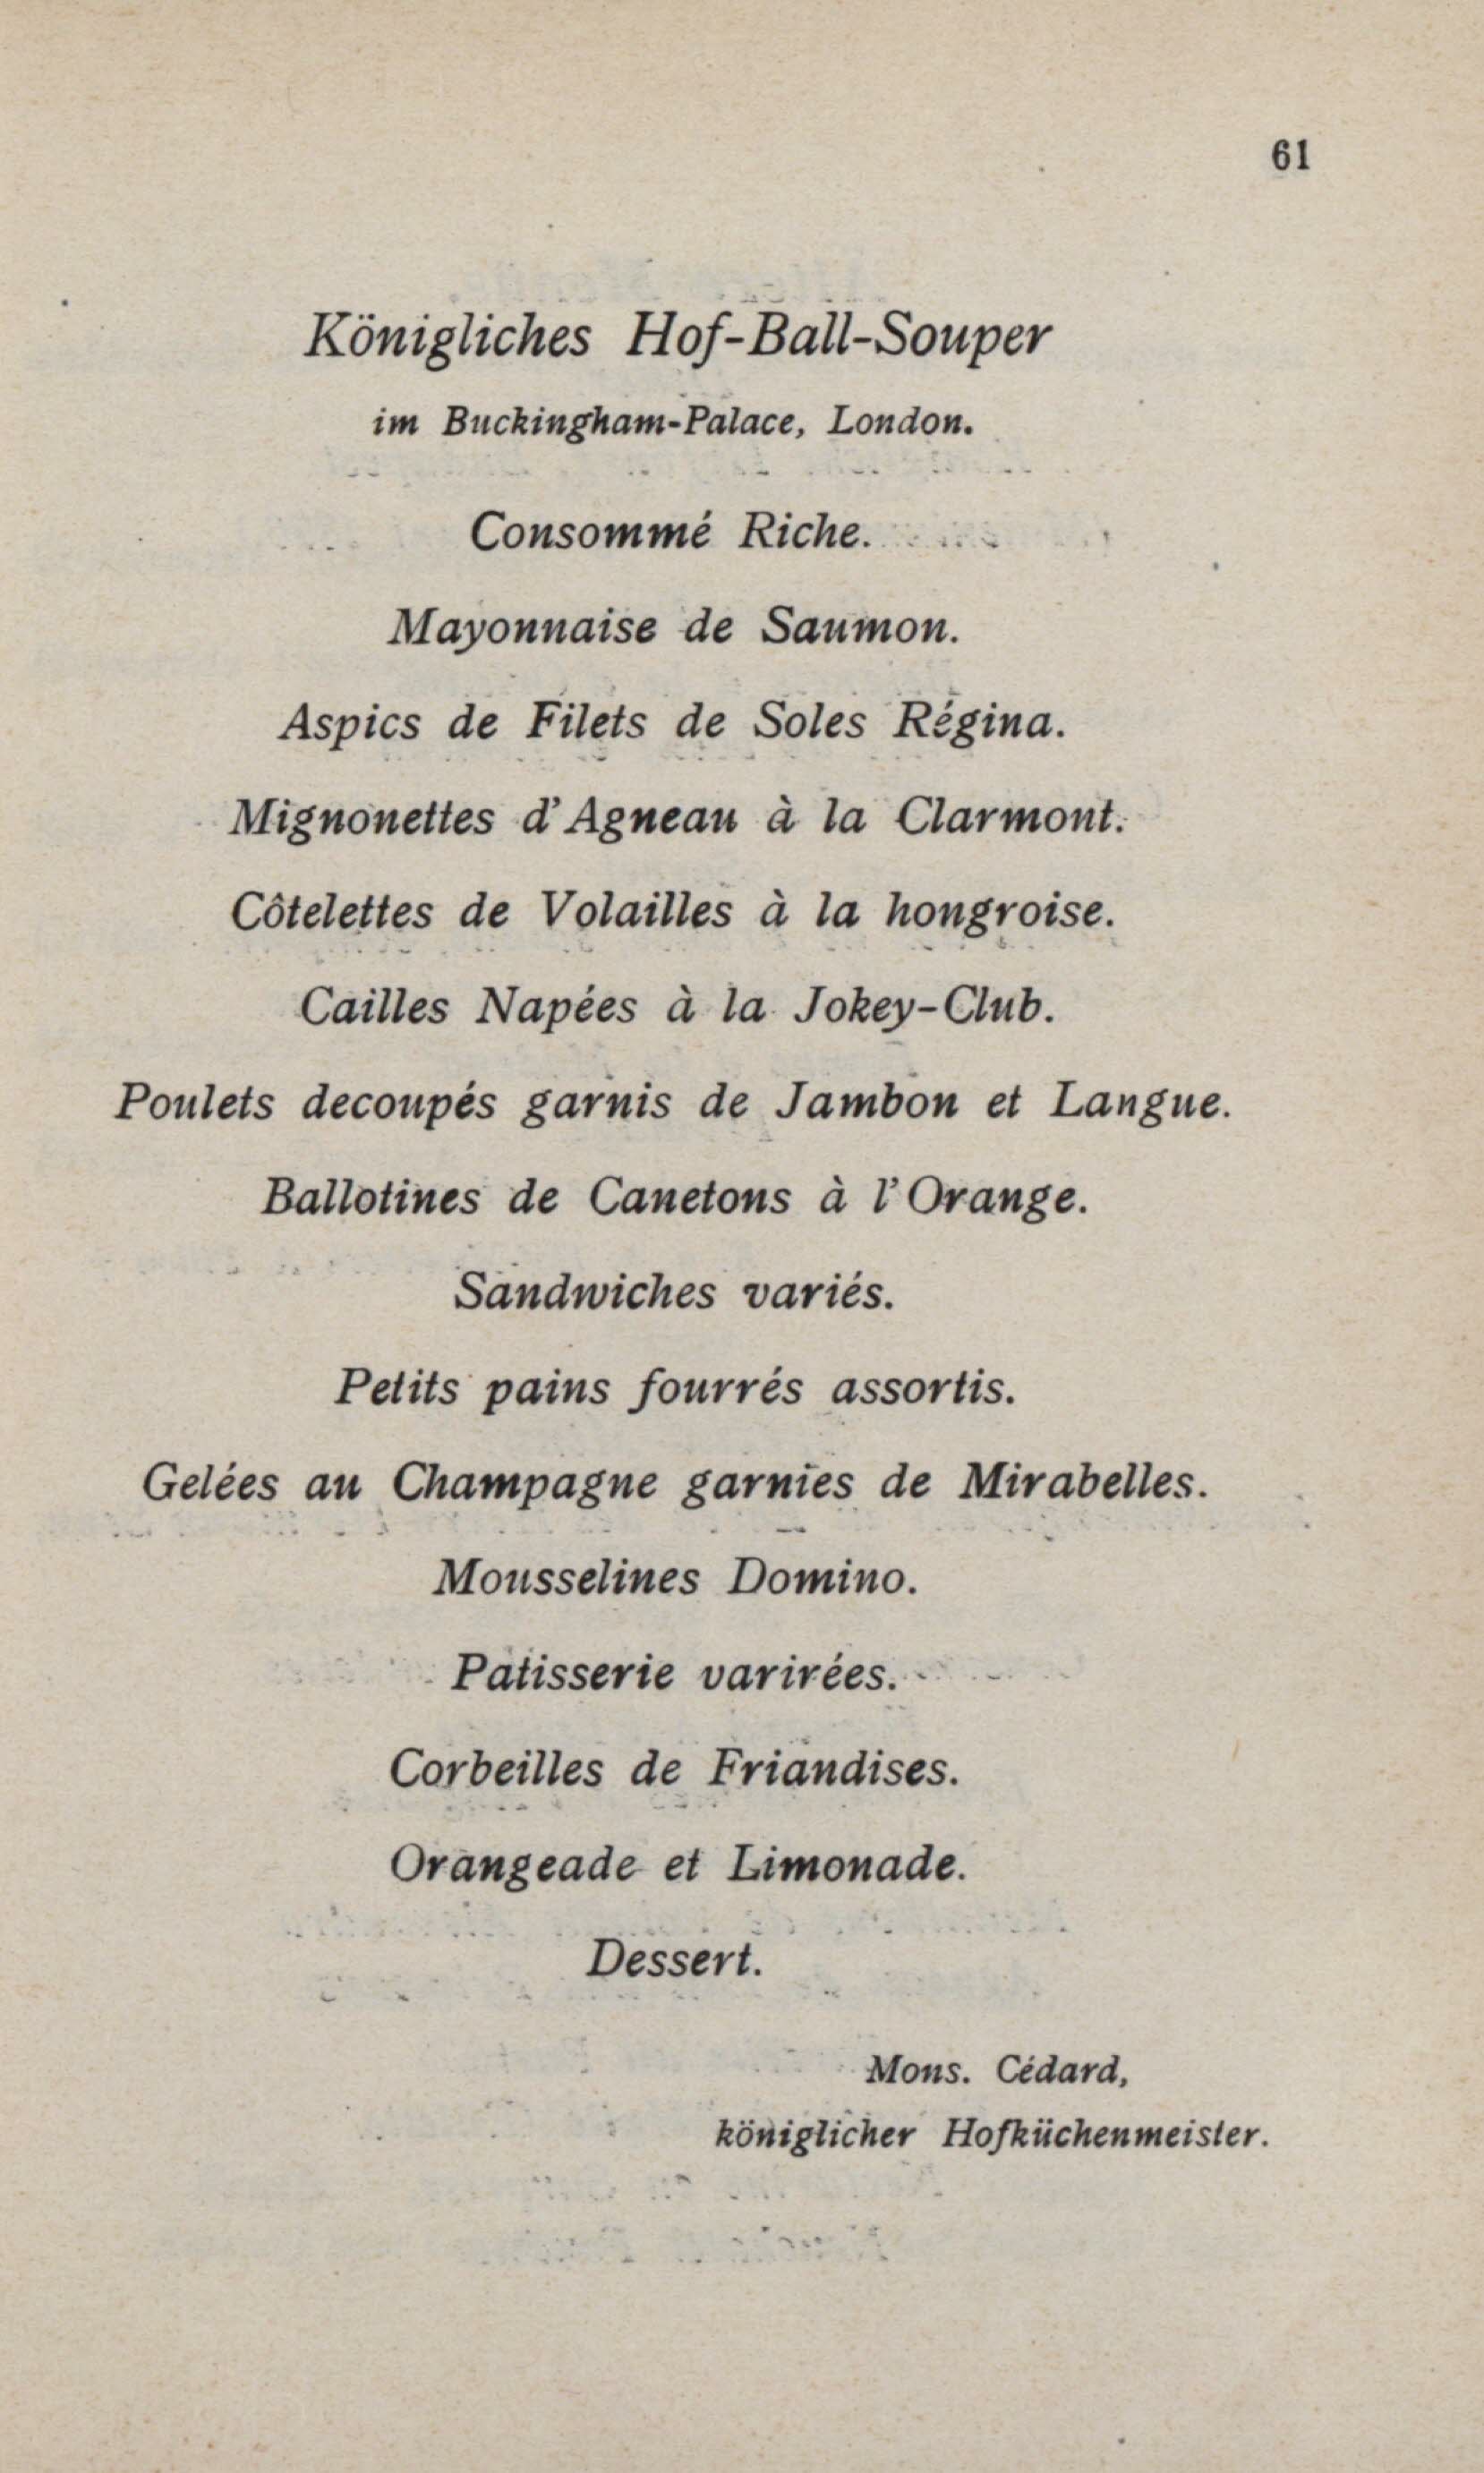 61
Königliches Hof-Ball-Souper
im Buckingham-Palace, London.
Consommé Riche.
Mayonnaise de Saumon.
Aspics de Filets de Soles Régina.
Mignonettes d'Agneau à la Clarmont.
Côtelettes de Volailles à la hongroise.
Cailles Napées à la Jokey-Club.
Poulets decoupés garnis de Jambon et Langue.
Ballotines de Canetons à l'Orange.
Sandwiches variés.
Petits pains fourrés assortis.
Gelées au Champagne garnies de Mirabelles.
Mousselines Domino.
Patisserie varirées.
Corbeilles de Friandises.
Orangeade et Limonade.
Dessert.
Mons. Cédard,
königlicher Hofküchenmeister.